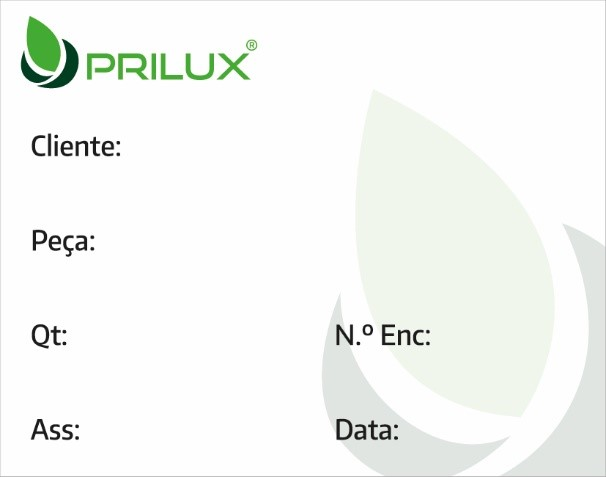 PRILUX®
Cliente:
Peça:
Qt: N.º Enc:
Ass: Data: